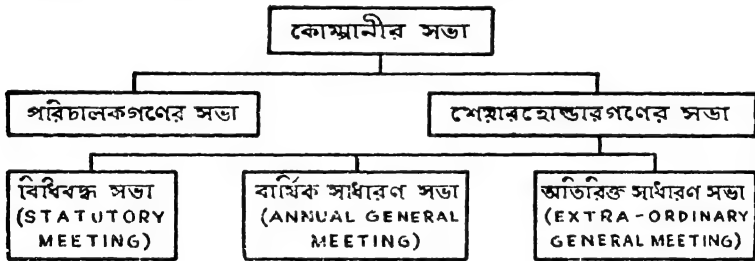 কোম্পানীর সভা
পরিচালকগণের সভা
শেয়ারহোল্ডারগণের সভা
বিধিবদ্ধ সভা
(STATUTORY
MEETING)
বার্ষিক সাধারণ সভা
(ANNUAL GENERAL
MEETING)
অতিরিক্ত সাধারণ সভা
(EXTRA-ORDINARY
GENERAL MEETING)